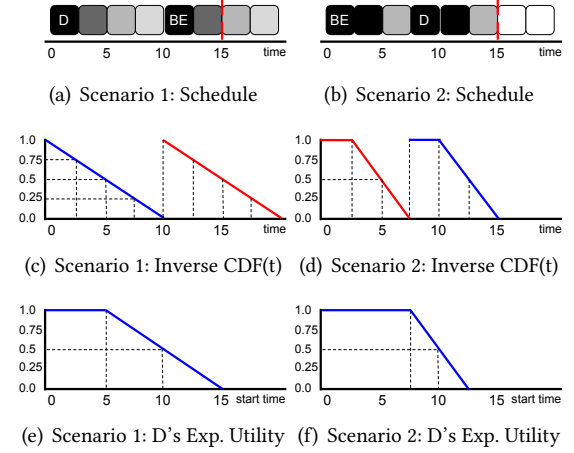 D BE BE D
0 5 10 15 time 0 5 10 15 time
(a) Scenario 1: Schedule (b) Scenario 2: Schedule
1.0 1.0
0.75 0.75
0.5 0.5
0.25 0.25
0.0 0.0
0 5 10 15 time 0 5 10 15 time
(c) Scenario 1: Inverse CDF(t) (d) Scenario 2: Inverse CDF(t)
1.0 1.0
0.75 0.75
0.5 0.5
0.25 0.25
0.0 0.0
0 5 10 15 start time 0 5 10 15 start time
(e) Scenario 1: D's Exp. Utility (f) Scenario 2: D's Exp. Utility